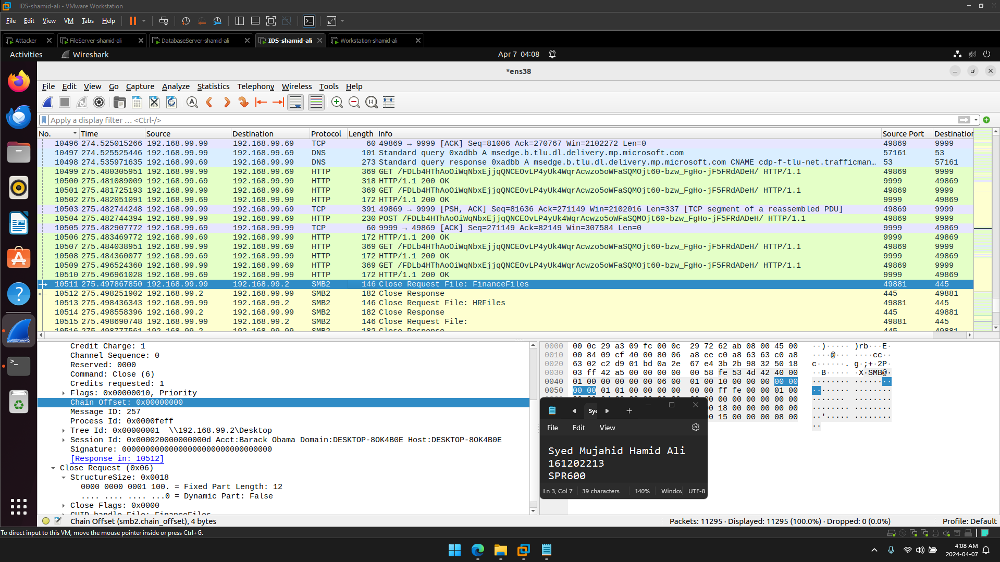 IDS-shamid-ali - VMware Workstation
File Edit View VM Tabs Help
Attacker FileServer-shamid-ali DatabaseServer-shamid-ali IDS-shamid-ali Workstation-shamid-ali
Activities Wireshark Apr 7 04:08
*ens38
File Edit View Go Capture Analyze Statistics Telephony Wireless Tools Help
Apply a display filter … <Ctrl-/>
No. Time Source Destination Protocol Length Info Source Port Destination
10496 274.525015266 192.168.99.99 192.168.99.69 TCP 60 49869 → 9999 [ACK] Seq=81006 Ack=270767 Win=2102272 Len=0 49869 9999
10497 274.525525446 192.168.99.99 192.168.99.69 DNS 101 Standard query 0xadbb A msedge.b.tlu.dl.delivery.mp.microsoft.com 57161 53
10498 274.535971635 192.168.99.69 192.168.99.99 DNS 273 Standard query response 0xadbb A msedge.b.tlu.dl.delivery.mp.microsoft.com CNAME cdp-f-tlu-net.trafficman… 53 57161
10499 275.480305951 192.168.99.99 192.168.99.69 HTTP 369 GET /FDLb4HThAoOiWqNbxEjjqQNCEOvLP4yUk4WqrAcwzo5oWFaSQMOjt60-bzw_FgHo-jF5FRdADeH/ HTTP/1.1 49869 9999
10500 275.481089009 192.168.99.69 192.168.99.99 HTTP 318 HTTP/1.1 200 OK 9999 49869
10501 275.481725193 192.168.99.99 192.168.99.69 HTTP 369 GET /FDLb4HThAoOiWqNbxEjjqQNCEOvLP4yUk4WqrAcwzo5oWFaSQMOjt60-bzw_FgHo-jF5FRdADeH/ HTTP/1.1 49869 9999
10502 275.482051091 192.168.99.69 192.168.99.99 HTTP 172 HTTP/1.1 200 OK 9999 49869
10503 275.482744248 192.168.99.99 192.168.99.69 TCP 391 49869 → 9999 [PSH, ACK] Seq=81636 Ack=271149 Win=2102016 Len=337 [TCP segment of a reassembled PDU] 49869 9999
10504 275.482744394 192.168.99.99 192.168.99.69 HTTP 230 POST /FDLb4HThAoOiWqNbxEjjqQNCEOvLP4yUk4WqrAcwzo5oWFaSQMOjt60-bzw_FgHo-jF5FRdADeH/ HTTP/1.1 49869 9999
10505 275.482907772 192.168.99.69 192.168.99.99 TCP 60 9999 → 49869 [ACK] Seq=271149 Ack=82149 Win=307584 Len=0 9999 49869
10506 275.483469772 192.168.99.69 192.168.99.99 HTTP 172 HTTP/1.1 200 OK 9999 49869
10507 275.484038951 192.168.99.99 192.168.99.69 HTTP 369 GET /FDLb4HThAoOiWqNbxEjjqQNCEOvLP4yUk4WqrAcwzo5oWFaSQMOjt60-bzw_FgHo-jF5FRdADeH/ HTTP/1.1 49869 9999
10508 275.484360077 192.168.99.69 192.168.99.99 HTTP 172 HTTP/1.1 200 OK 9999 49869
10509 275.496524360 192.168.99.99 192.168.99.69 HTTP 369 GET /FDLb4HThAoOiWqNbxEjjqQNCEOvLP4yUk4WqrAcwzo5oWFaSQMOjt60-bzw_FgHo-jF5FRdADeH/ HTTP/1.1 49869 9999
10510 275.496961028 192.168.99.69 192.168.99.99 HTTP 172 HTTP/1.1 200 OK 9999 49869
10511 275.497867850 192.168.99.99 192.168.99.2 SMB2 146 Close Request File: FinanceFiles 49881 445
10512 275.498251902 192.168.99.2 192.168.99.99 SMB2 182 Close Response 445 49881
10513 275.498436343 192.168.99.99 192.168.99.2 SMB2 146 Close Request File: HRFiles 49881 445
10514 275.498558396 192.168.99.2 192.168.99.99 SMB2 182 Close Response 445 49881
10515 275.498690748 192.168.99.99 192.168.99.2 SMB2 146 Close Request File: 49881 445
10516 275.498777561 192.168.99.2 192.168.99.99 SMB2 182 Close Response 445 49881
Credit Charge: 1
Channel Sequence: 0
Reserved: 0000
Command: Close (6)
Credits requested: 1
Flags: 0x00000010, Priority
Chain Offset: 0x00000000
Message ID: 257
Process Id: 0x0000feff
Tree Id: 0x00000001 \\192.168.99.2\Desktop
Session Id: 0x000020000000000d Acct:Barack Obama Domain:DESKTOP-8OK4B0E Host:DESKTOP-8OK4B0E
Signature: 00000000000000000000000000000000
[Response in: 10512]
Close Request (0x06)
StructureSize: 0x0018
0000 0000 0001 100. = Fixed Part Length: 12
.... .... .... ...0 = Dynamic Part: False
Close Flags: 0x0000
GUID handle File: FinanceFiles
0000 00 0c 29 a3 09 fc 00 0c 29 72 62 ab 08 00 45 00 ··)····· )rb···E·
0010 00 84 09 cf 40 00 80 06 a8 ee c0 a8 63 63 c0 a8 ····@··· ····cc··
0020 63 02 c2 d9 01 bd 0a 2e 67 e4 3b 2b 98 32 50 18 c······. g·;+·2P·
0030 03 ff 42 a5 00 00 00 00 00 58 fe 53 4d 42 40 00 ··B····· ·X·SMB@·
0040 01 00 00 00 00 00 06 00 01 00 10 00 00 00 00 00 ········ ········
0050 00 00 01 01 00 00 00 00 00 00 ff fe 00 00 01 00 ········ ········
00 00 00 00 00 00 00 ········ ········
00 18 00 00 00 00 00 ········ ········
00 15 00 00 00 08 00 ··'····· ········
Sye
File Edit View
Syed Mujahid Hamid Ali
161202213
SPR600
Ln 3, Col 7 39 characters 140% Window UTF-8
Chain Offset (smb2.chain_offset), 4 bytes Packets: 11295 · Displayed: 11295 (100.0%) · Dropped: 0 (0.0%) Profile: Default
To direct input to this VM, move the mouse pointer inside or press Ctrl+G.
4:08 AM
2024-04-07